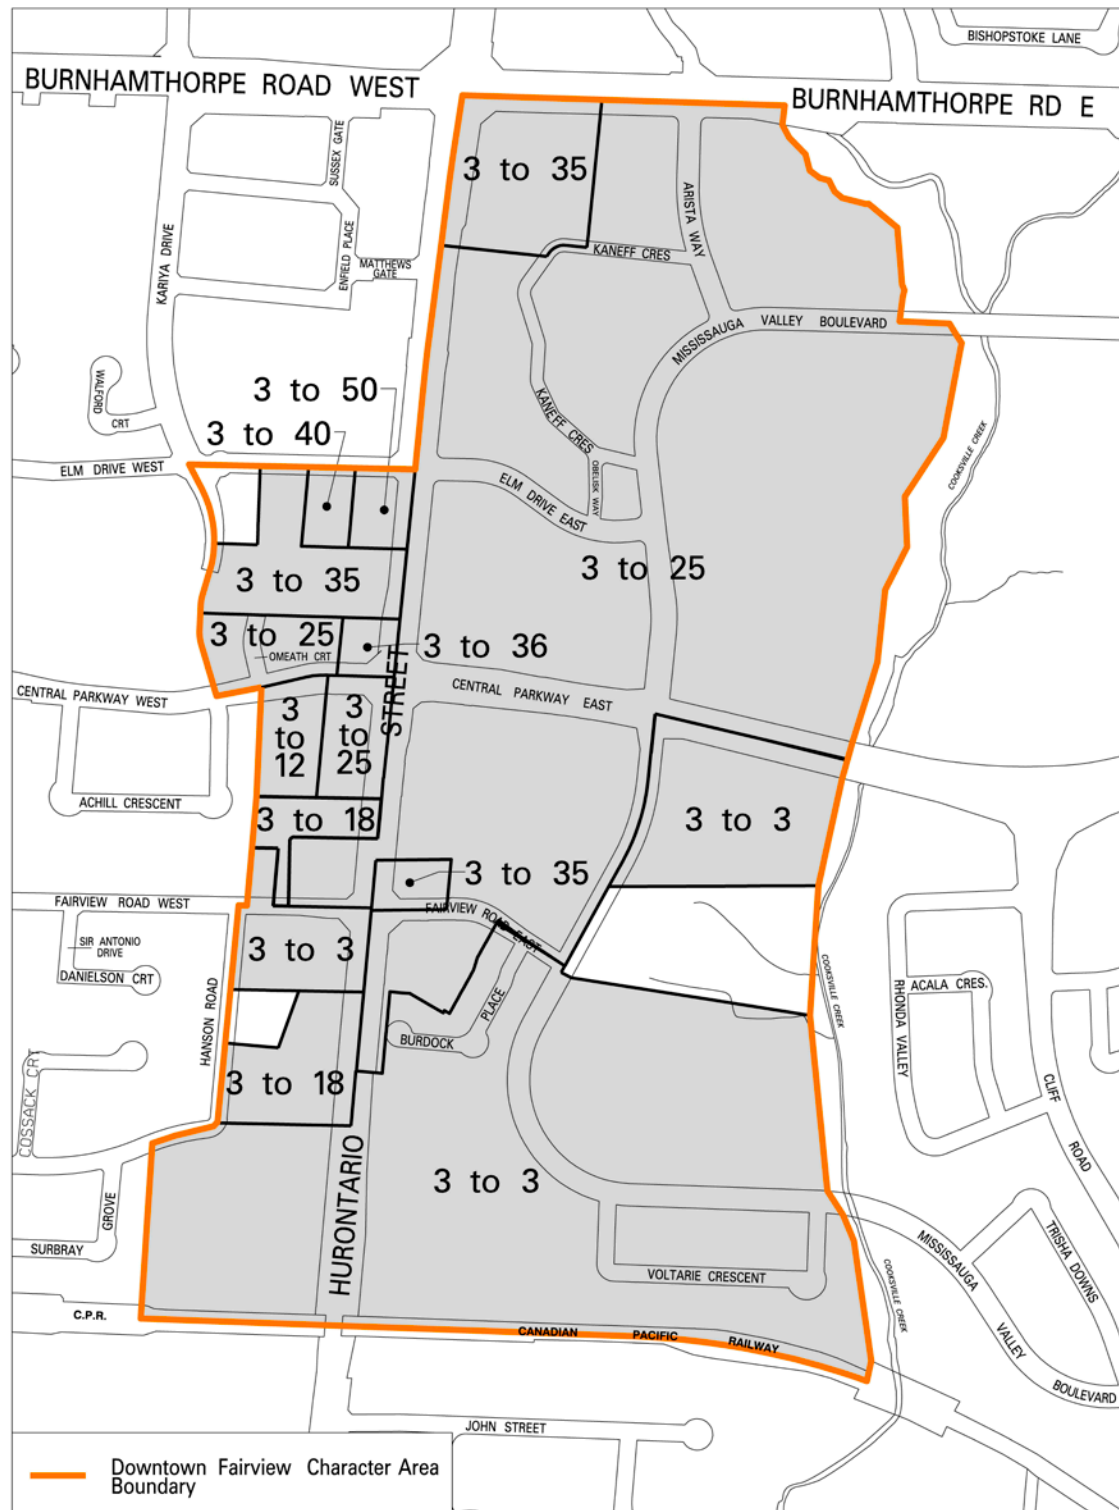 BISHOPSTOKE LANE
BURNHAMTHORPE ROAD WEST
BURNHAMTHORPE RD E
SUSSEX GATE
3 to 35
ARISTA WAY
KARIYA DRIVE
ENFIELD PLACE
MATTHEWS
GATE
KANEFF CRES
MISSISSAUGA VALLEY BOULEVARD
3 to 50
WALFORD
CRT
3 to 40
KANEFF CRES
ELM DRIVE WEST
OBELISK WAY
ELM DRIVE EAST
COOKSVILLE CREEK
3 to 35
3 to 25
3 to 25
OMEATH CRT
3 to 36
STREET
CENTRAL PARKWAY WEST
CENTRAL PARKWAY EAST
3
to
12
3
to
25
ACHILL CRESCENT
3 to 18
3 to 3
3 to 35
FAIRVIEW ROAD WEST
FAIRVIEW ROAD EAST
SIR ANTONIO
DRIVE
DANIELSON CRT
3 to 3
HANSON ROAD
PLACE
BURDOCK
COOKSVILLE CREEK
RHONDA VALLEY
ACALA CRES.
COSSACK CRT
3 to 18
CLIFF
ROAD
HURONTARIO
3 to 3
GROVE
SURBRAY
VOLTARIE CRESCENT
MISSISSAUGA
VALLEY
BOULEVARD
TRISHA DOWNS
COOKSVILLE CREEK
C.P.R.
CANADIAN PACIFIC RAILWAY
JOHN STREET
Downtown Fairview Character Area
Boundary